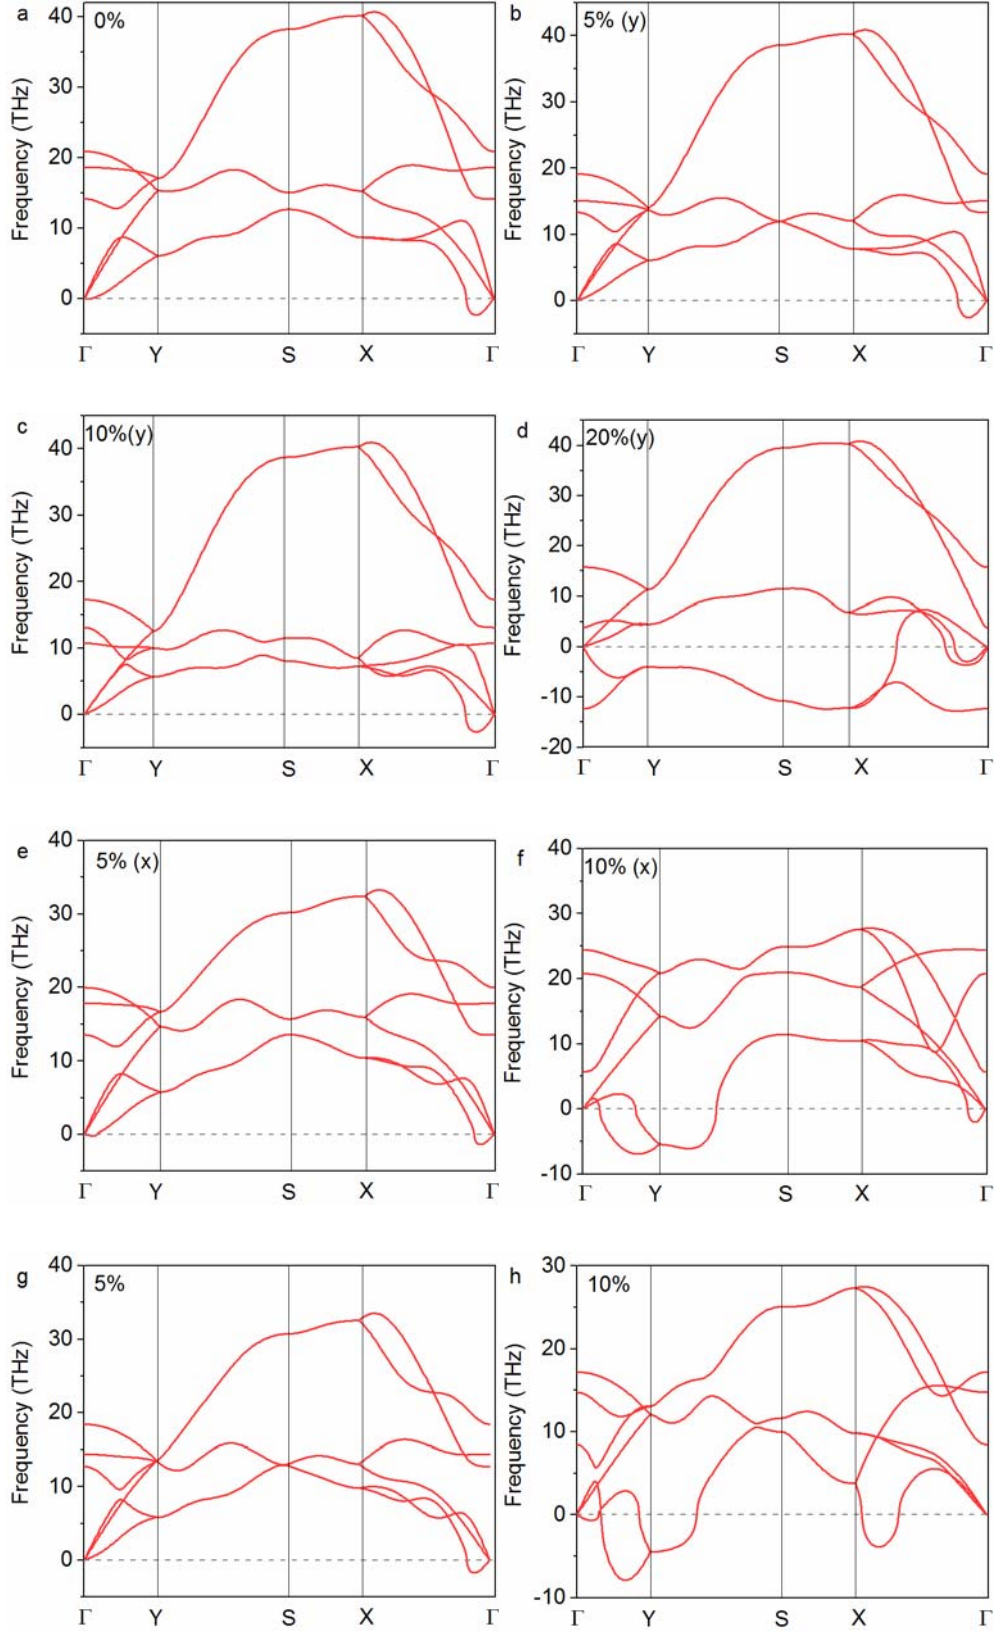 a
0%
Frequency (THz)
40
30
20
10
0
Γ Y S X Γ
b
5% (y)
Frequency (THz)
40
30
20
10
0
Γ Y S X Γ
c
10%(y)
Frequency (THz)
40
30
20
10
0
Γ Y S X Γ
d
20%(y)
Frequency (THz)
40
30
20
10
0
-10
-20
Γ Y S X Γ
e
5% (x)
Frequency (THz)
40
30
20
10
0
Γ Y S X Γ
f
10% (x)
Frequency (THz)
40
30
20
10
0
-10
Γ Y S X Γ
g
5%
Frequency (THz)
40
30
20
10
0
Γ Y S X Γ
h
10%
Frequency (THz)
30
20
10
0
-10
Γ Y S X Γ